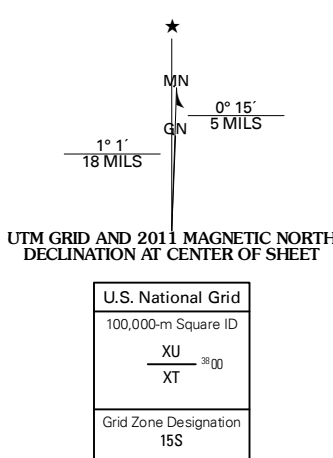 ★
MN
0° 15´
5 MILS
GN
1° 1´
18 MILS
UTM GRID AND 2011 MAGNETIC NORTH
DECLINATION AT CENTER OF SHEET
U.S. National Grid
100,000-m Square ID
XU
3800
XT
Grid Zone Designation
15S